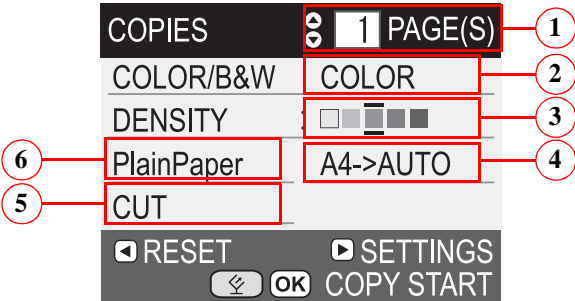 COPIES 1 PAGE(S) 1
COLOR/B&W COLOR 2
DENSITY : 3
6 PlainPaper A4->AUTO 4
5 CUT
RESET SETTINGS
OK COPY START